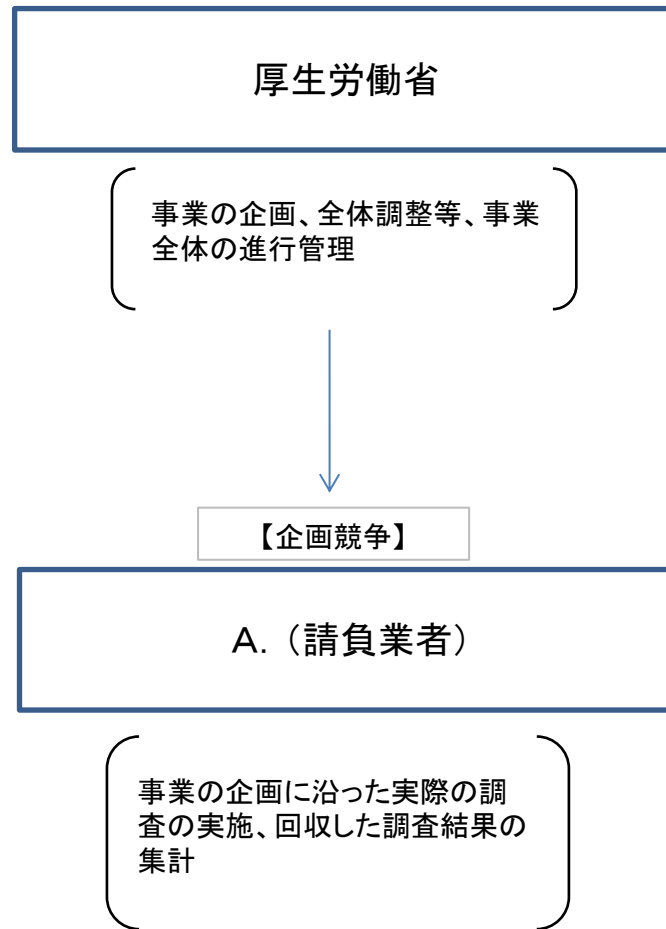 厚生労働省
事業の企画、全体調整等、事業
全体の進行管理
【企画競争】
A.（請負業者）
事業の企画に沿った実際の調
査の実施、回収した調査結果の
集計